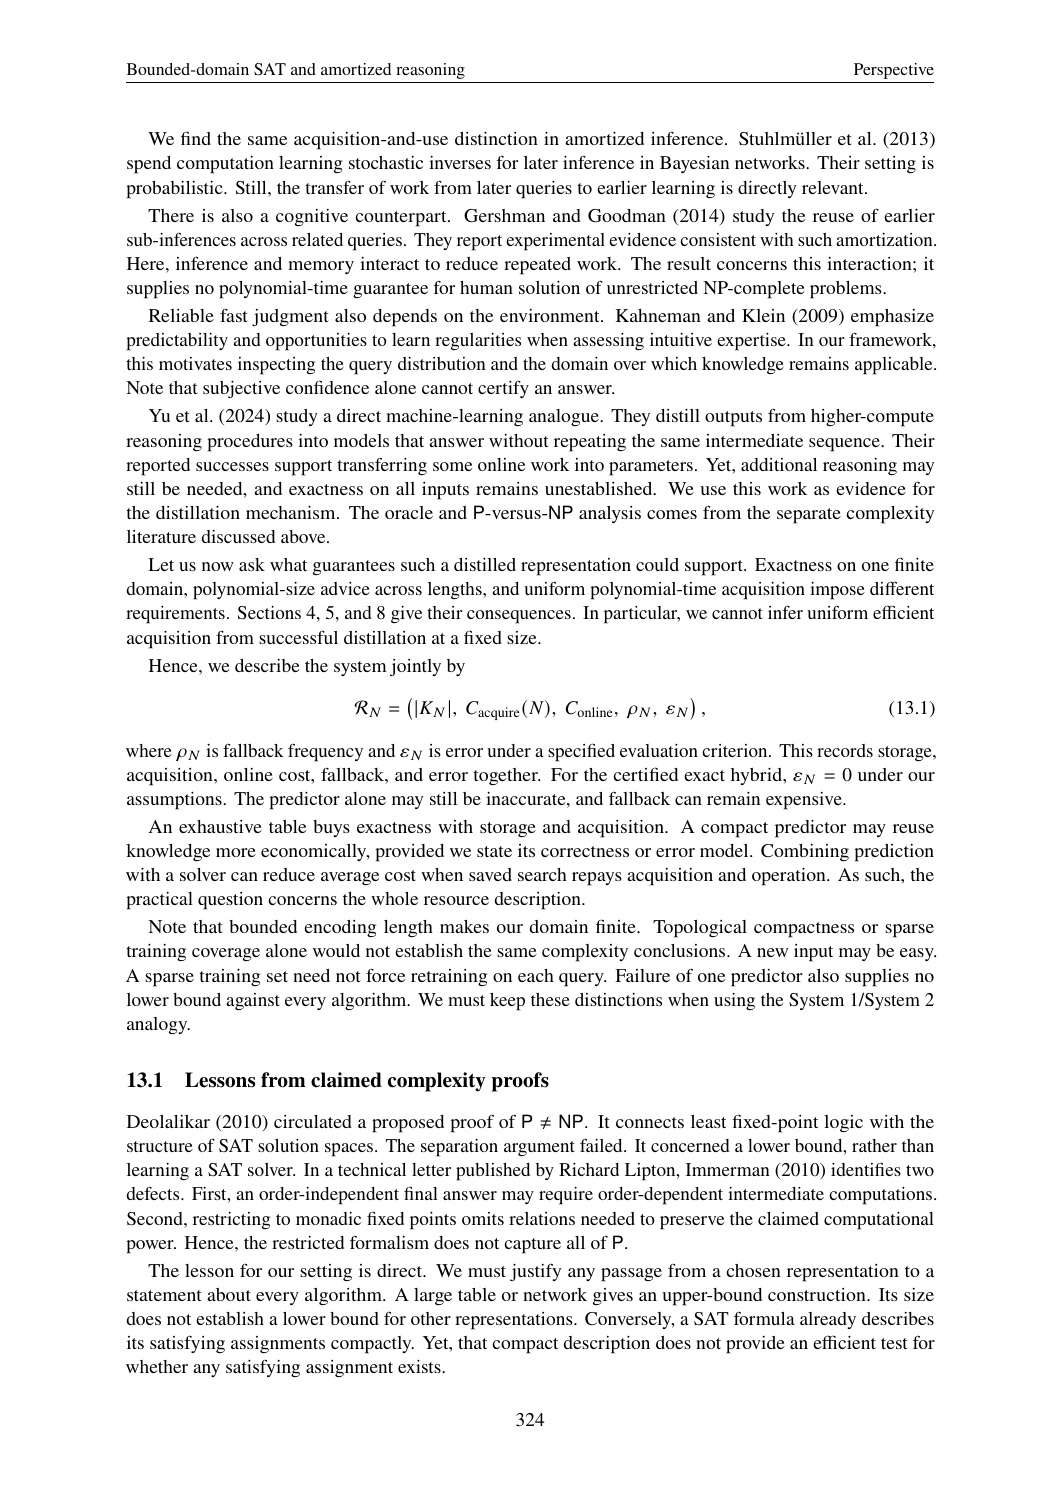 Bounded-domain SAT and amortized reasoning Perspective
We find the same acquisition-and-use distinction in amortized inference. Stuhlmüller et al. (2013)
spend computation learning stochastic inverses for later inference in Bayesian networks. Their setting is
probabilistic. Still, the transfer of work from later queries to earlier learning is directly relevant.
There is also a cognitive counterpart. Gershman and Goodman (2014) study the reuse of earlier
sub-inferences across related queries. They report experimental evidence consistent with such amortization.
Here, inference and memory interact to reduce repeated work. The result concerns this interaction; it
supplies no polynomial-time guarantee for human solution of unrestricted NP-complete problems.
Reliable fast judgment also depends on the environment. Kahneman and Klein (2009) emphasize
predictability and opportunities to learn regularities when assessing intuitive expertise. In our framework,
this motivates inspecting the query distribution and the domain over which knowledge remains applicable.
Note that subjective confidence alone cannot certify an answer.
Yu et al. (2024) study a direct machine-learning analogue. They distill outputs from higher-compute
reasoning procedures into models that answer without repeating the same intermediate sequence. Their
reported successes support transferring some online work into parameters. Yet, additional reasoning may
still be needed, and exactness on all inputs remains unestablished. We use this work as evidence for
the distillation mechanism. The oracle and P-versus-NP analysis comes from the separate complexity
literature discussed above.
Let us now ask what guarantees such a distilled representation could support. Exactness on one finite
domain, polynomial-size advice across lengths, and uniform polynomial-time acquisition impose different
requirements. Sections 4, 5, and 8 give their consequences. In particular, we cannot infer uniform efficient
acquisition from successful distillation at a fixed size.
Hence, we describe the system jointly by
ℛ_N = (|K_N|, C_acquire(N), C_online, ρ_N, ε_N), (13.1)
where ρ_N is fallback frequency and ε_N is error under a specified evaluation criterion. This records storage,
acquisition, online cost, fallback, and error together. For the certified exact hybrid, ε_N = 0 under our
assumptions. The predictor alone may still be inaccurate, and fallback can remain expensive.
An exhaustive table buys exactness with storage and acquisition. A compact predictor may reuse
knowledge more economically, provided we state its correctness or error model. Combining prediction
with a solver can reduce average cost when saved search repays acquisition and operation. As such, the
practical question concerns the whole resource description.
Note that bounded encoding length makes our domain finite. Topological compactness or sparse
training coverage alone would not establish the same complexity conclusions. A new input may be easy.
A sparse training set need not force retraining on each query. Failure of one predictor also supplies no
lower bound against every algorithm. We must keep these distinctions when using the System 1/System 2
analogy.
13.1 Lessons from claimed complexity proofs
Deolalikar (2010) circulated a proposed proof of P ≠ NP. It connects least fixed-point logic with the
structure of SAT solution spaces. The separation argument failed. It concerned a lower bound, rather than
learning a SAT solver. In a technical letter published by Richard Lipton, Immerman (2010) identifies two
defects. First, an order-independent final answer may require order-dependent intermediate computations.
Second, restricting to monadic fixed points omits relations needed to preserve the claimed computational
power. Hence, the restricted formalism does not capture all of P.
The lesson for our setting is direct. We must justify any passage from a chosen representation to a
statement about every algorithm. A large table or network gives an upper-bound construction. Its size
does not establish a lower bound for other representations. Conversely, a SAT formula already describes
its satisfying assignments compactly. Yet, that compact description does not provide an efficient test for
whether any satisfying assignment exists.
324